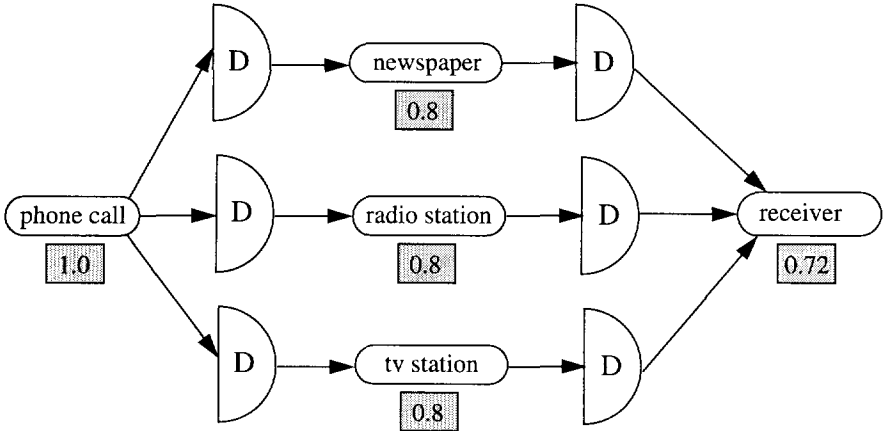 D
newspaper
D
0.8
phone call
D
radio station
D
receiver
1.0
0.8
0.72
D
tv station
D
0.8